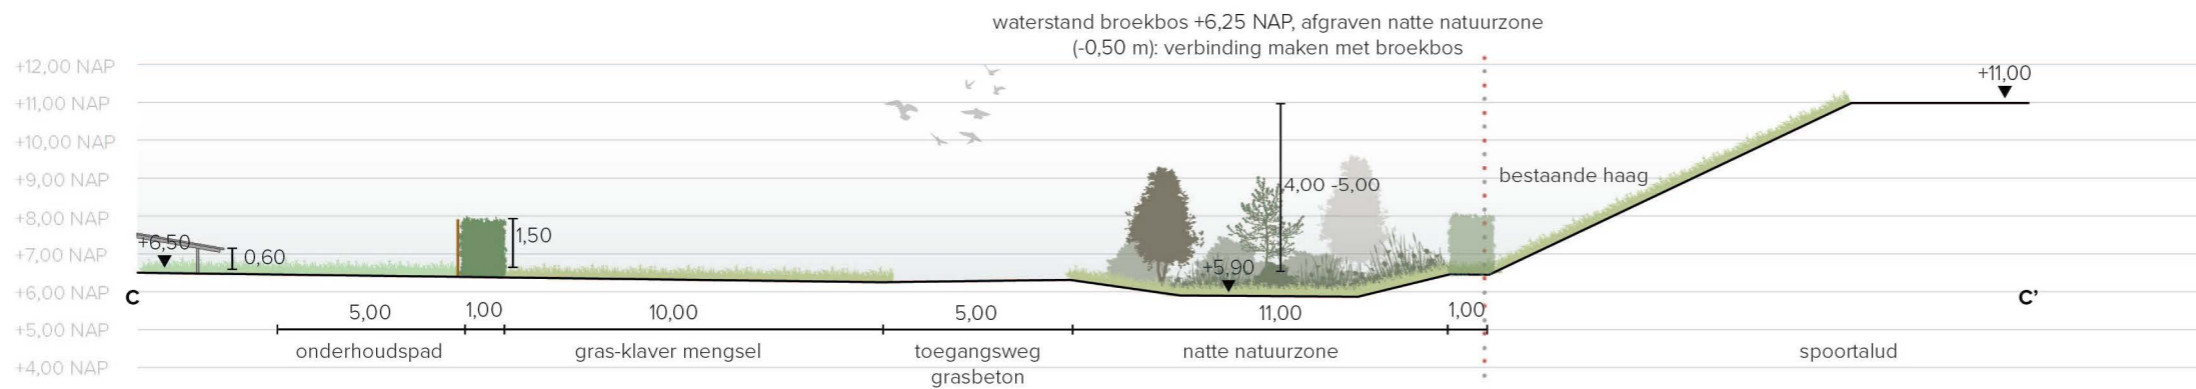 waterstand broekbos +6,25 NAP, afgraven natte natuurzone
(-0,50 m): verbinding maken met broekbos
+12,00 NAP
+11,00 NAP
+10,00 NAP
+9,00 NAP
+8,00 NAP
+7,00 NAP
+6,00 NAP
+5,00 NAP
+4,00 NAP
+11,00
4,00 -5,00
bestaande haag
+6,50
0,60
1,50
+5,90
C
C’
5,00
1,00
10,00
5,00
11,00
1,00
onderhoudspad
gras-klaver mengsel
toegangsweg
grasbeton
natte natuurzone
spoortalud